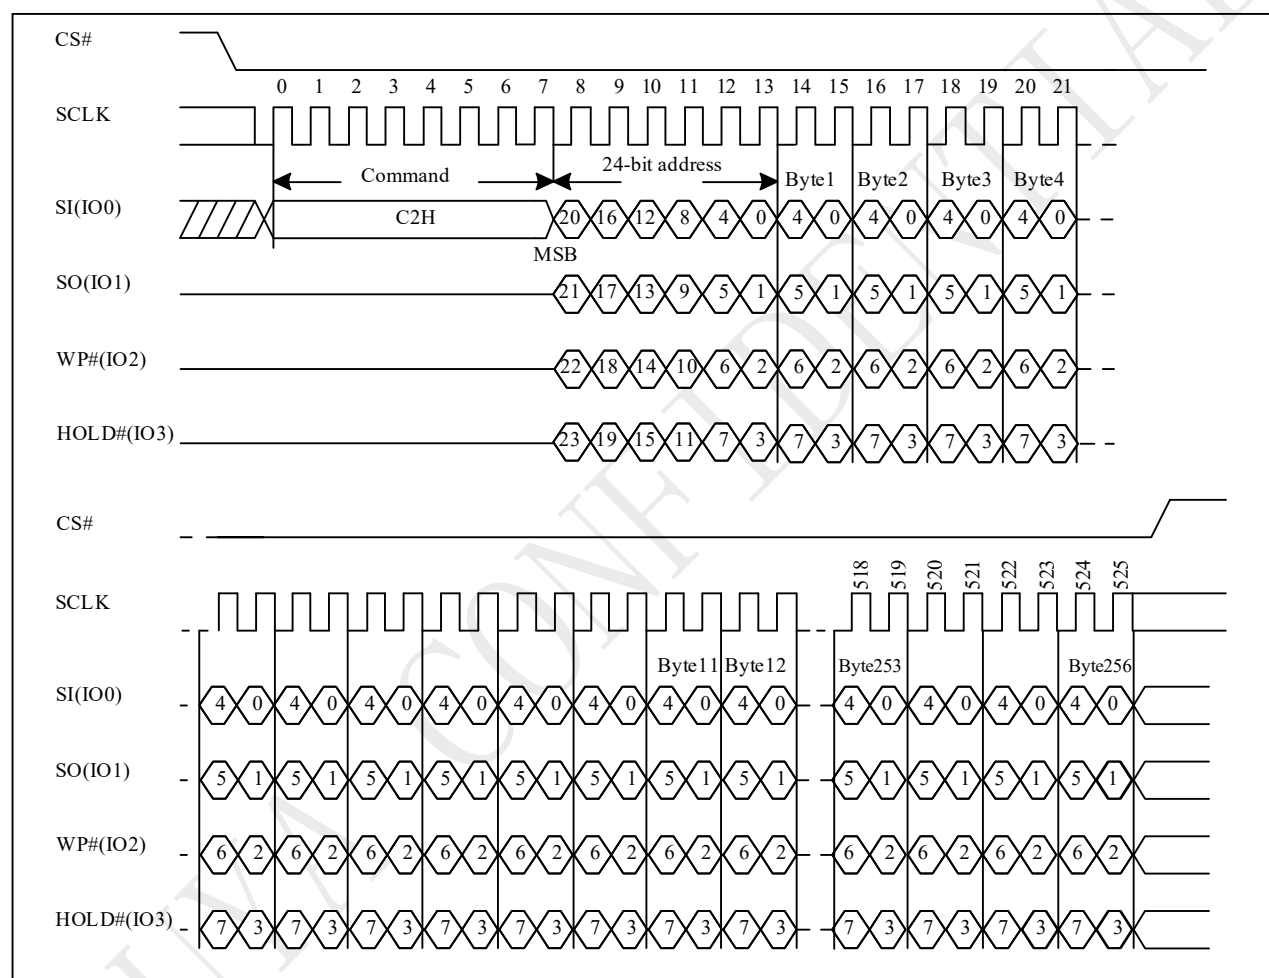 CS#
0 1 2 3 4 5 6 7 8 9 10 11 12 13 14 15 16 17 18 19 20 21
SCLK
Command 24-bit address Byte1 Byte2 Byte3 Byte4
SI(IO0) C2H 20 16 12 8 4 0 4 0 4 0 4 0 4 0
MSB
SO(IO1) 21 17 13 9 5 1 5 1 5 1 5 1 5 1
WP#(IO2) 22 18 14 10 6 2 6 2 6 2 6 2 6 2
HOLD#(IO3) 23 19 15 11 7 3 7 3 7 3 7 3 7 3
CS#
518 519 520 521 522 523 524 525
SCLK
Byte11 Byte12 Byte253 Byte256
SI(IO0) 4 0 4 0 4 0 4 0 4 0 4 0 4 0 4 0 4 0 4 0 4 0 4 0
SO(IO1) 5 1 5 1 5 1 5 1 5 1 5 1 5 1 5 1 5 1 5 1 5 1 5 1
WP#(IO2) 6 2 6 2 6 2 6 2 6 2 6 2 6 2 6 2 6 2 6 2 6 2 6 2
HOLD#(IO3) 7 3 7 3 7 3 7 3 7 3 7 3 7 3 7 3 7 3 7 3 7 3 7 3